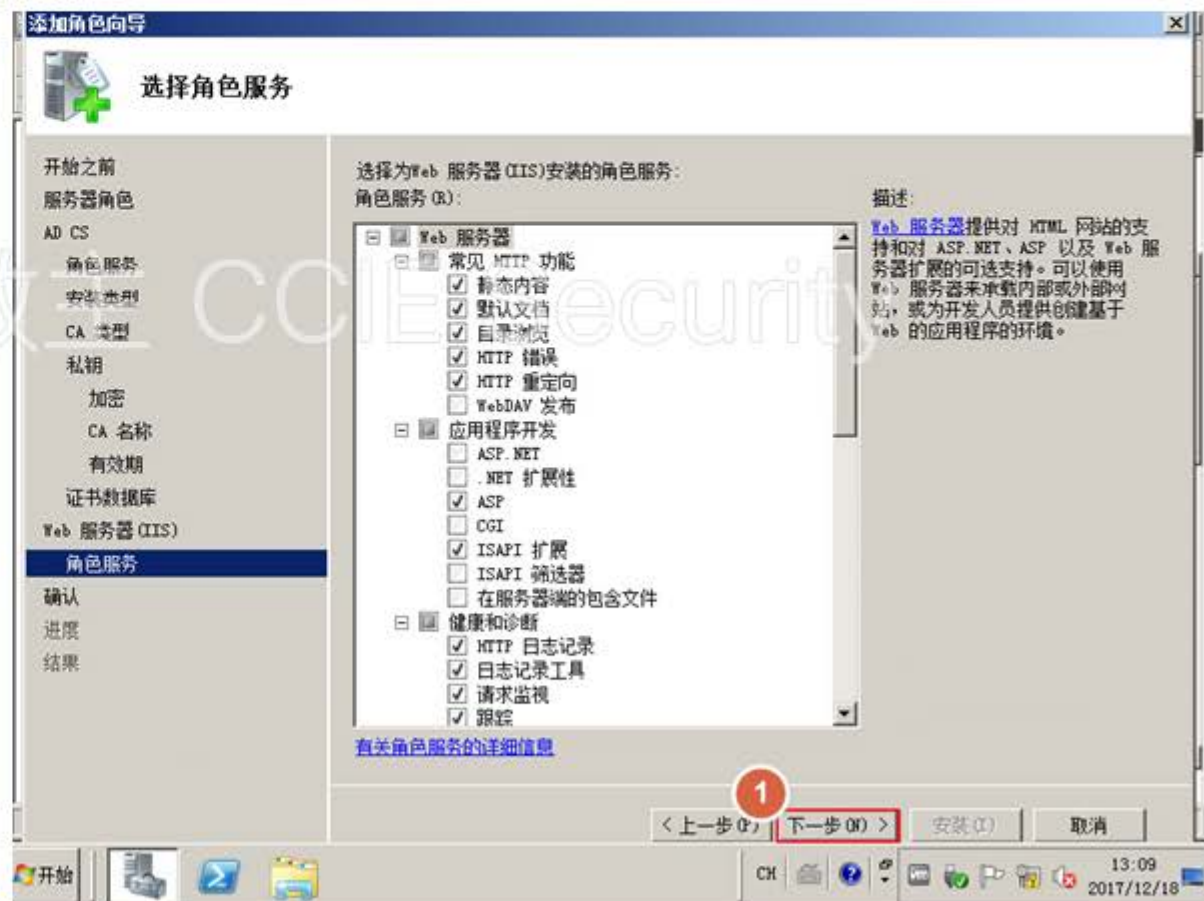 添加角色向导
选择角色服务
开始之前
服务器角色
AD CS
角色服务
安装类型
CA 类型
私钥
加密
CA 名称
有效期
证书数据库
Web 服务器(IIS)
角色服务
确认
进度
结果
选择为Web 服务器(IIS)安装的角色服务:
角色服务(R):
Web 服务器
常见 HTTP 功能
静态内容
默认文档
目录浏览
HTTP 错误
HTTP 重定向
WebDAV 发布
应用程序开发
ASP.NET
.NET 扩展性
ASP
CGI
ISAPI 扩展
ISAPI 筛选器
在服务器端的包含文件
健康和诊断
HTTP 日志记录
日志记录工具
请求监视
跟踪
有关角色服务的详细信息
描述:
Web 服务器提供对 HTML 网站的支
持和对 ASP.NET、ASP 以及 Web 服
务器扩展的可选支持。可以使用
Web 服务器来承载内部或外部网
站，或为开发人员提供创建基于
Web 的应用程序的环境。
CCIE Security
1
< 上一步(P) 下一步(N) > 安装(I) 取消
开始
CH
13:09
2017/12/18